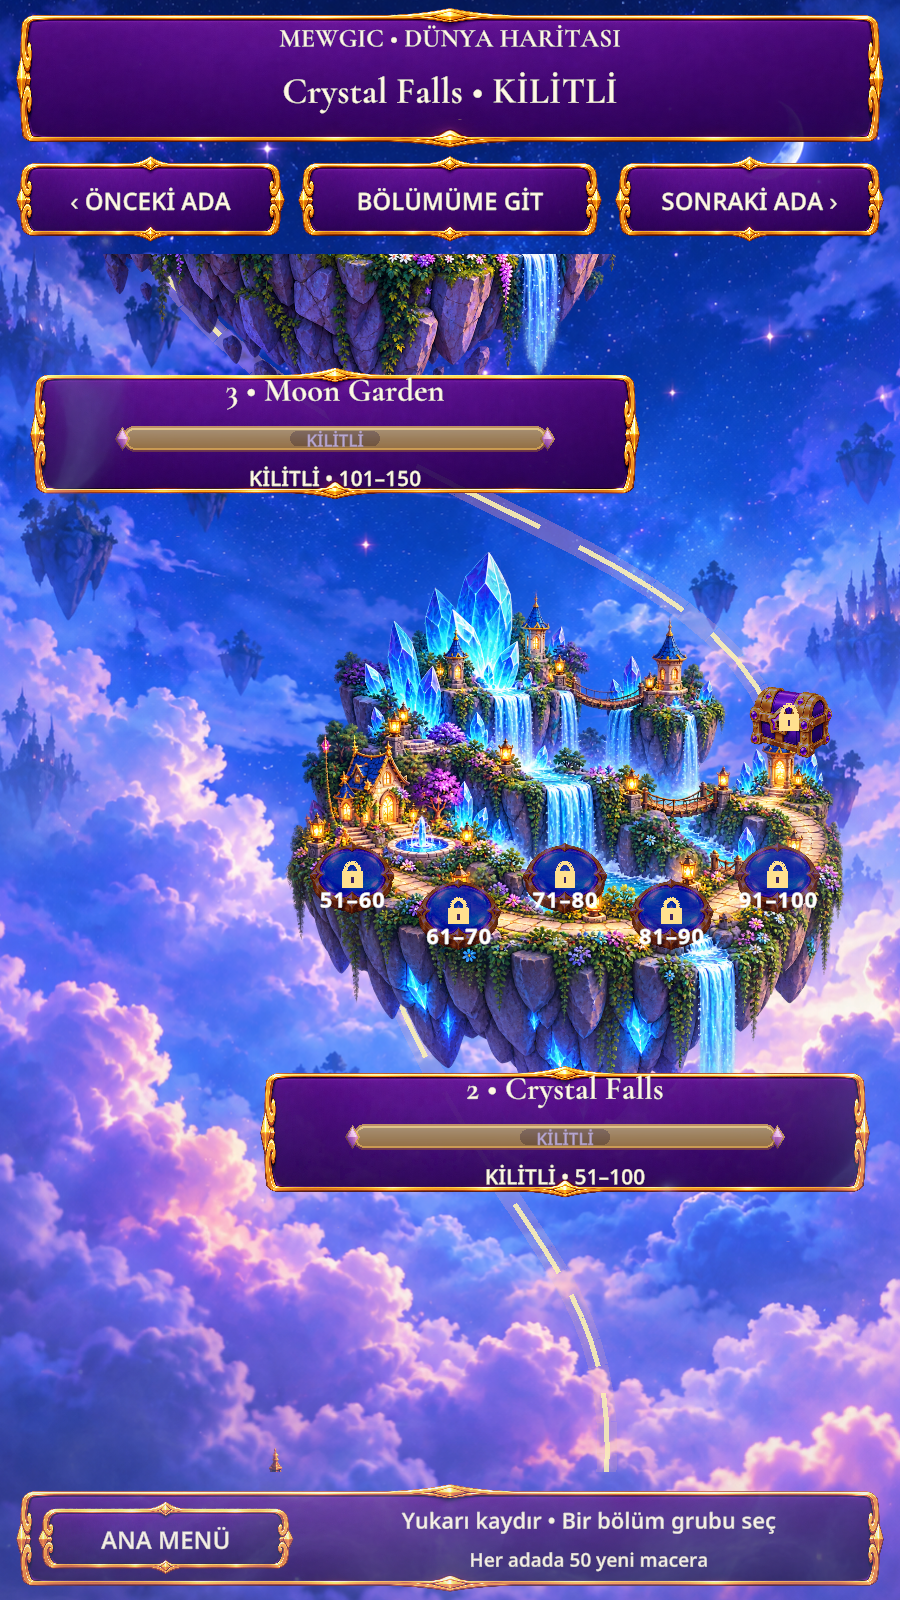 MEWGIC • DÜNYA HARİTASI
Crystal Falls • KİLİTLİ
‹ ÖNCEKİ ADA
BÖLÜMÜME GİT
SONRAKİ ADA ›
3 • Moon Garden
KİLİTLİ
KİLİTLİ • 101–150
51–60
61–70
71–80
81–90
91–100
2 • Crystal Falls
KİLİTLİ
KİLİTLİ • 51–100
ANA MENÜ
Yukarı kaydır • Bir bölüm grubu seç
Her adada 50 yeni macera